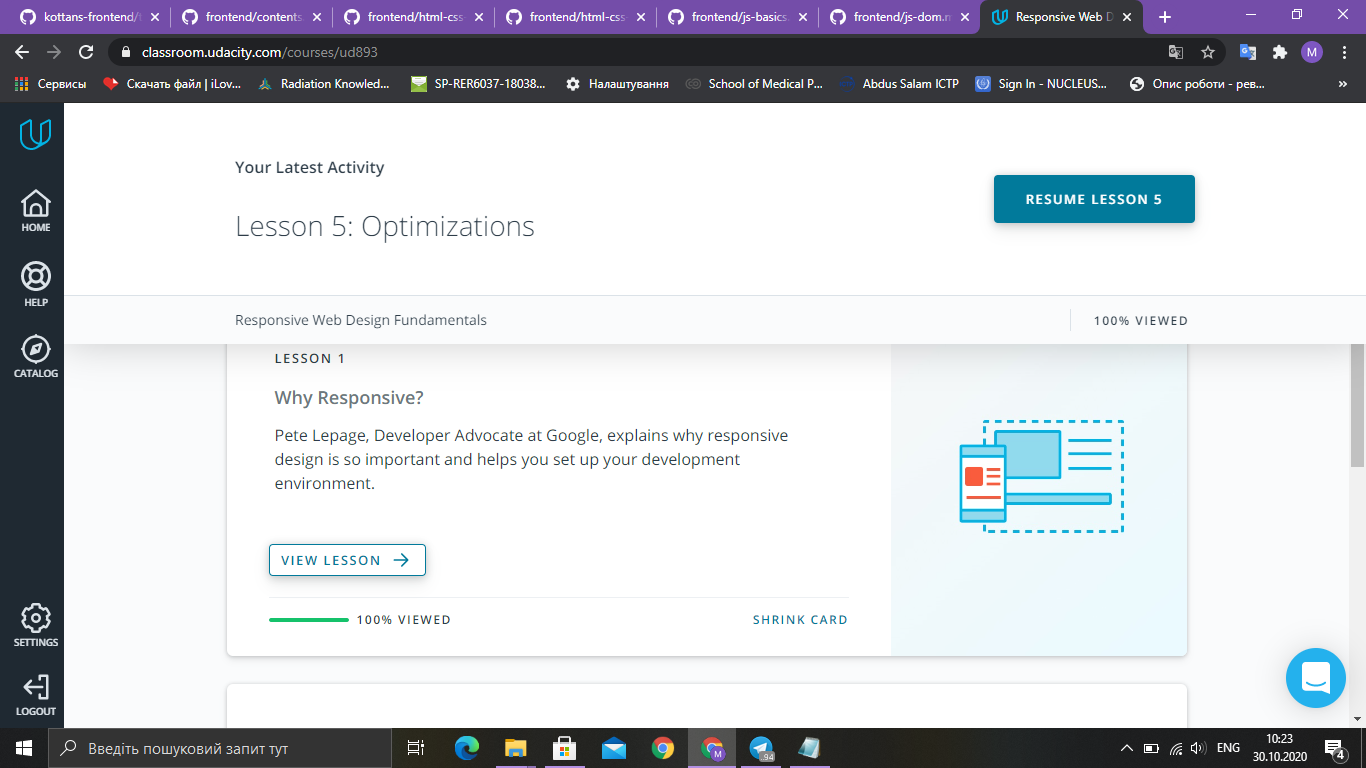 kottans-frontend/
frontend/contents.
frontend/html-css
frontend/html-css
frontend/js-basics.
frontend/js-dom.m
Responsive Web D
classroom.udacity.com/courses/ud893
M
Сервисы
Скачать файл | iLov...
Radiation Knowled...
SP-RER6037-18038...
Налаштування
School of Medical P...
Abdus Salam ICTP
Sign In - NUCLEUS...
Опис роботи - рев...
»
HOME
HELP
CATALOG
SETTINGS
LOGOUT
Your Latest Activity
Lesson 5: Optimizations
RESUME LESSON 5
Responsive Web Design Fundamentals
100% VIEWED
LESSON 1
Why Responsive?
Pete Lepage, Developer Advocate at Google, explains why responsive
design is so important and helps you set up your development
environment.
VIEW LESSON
100% VIEWED
SHRINK CARD
Введіть пошуковий запит тут
M
94
ENG
10:23
30.10.2020
4